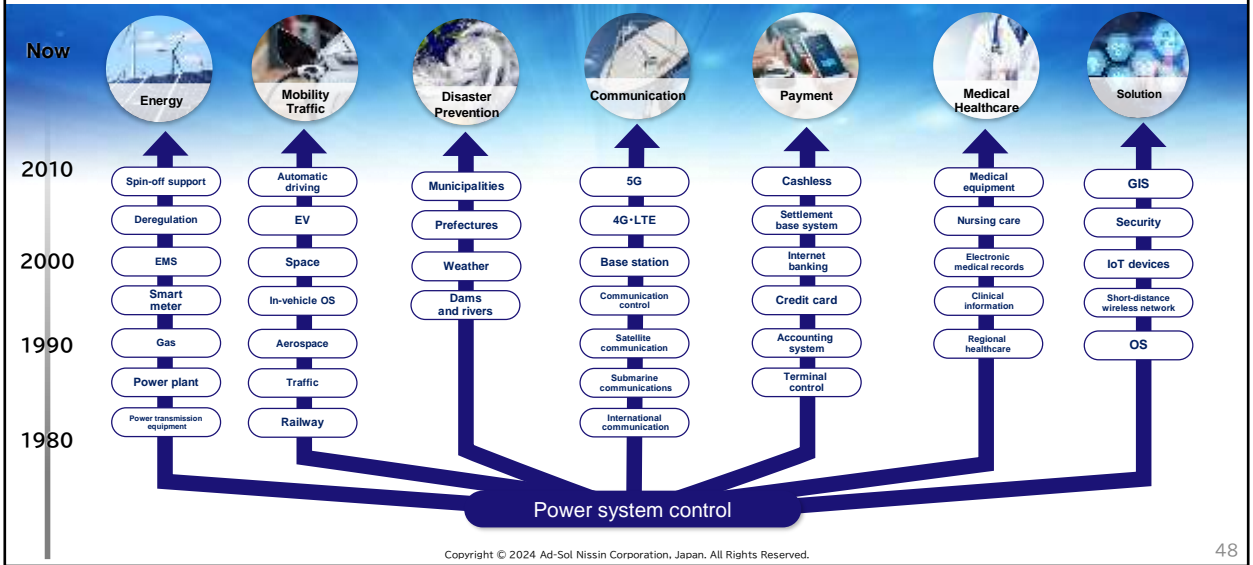 Now
Energy
Mobility
Traffic
Disaster
Prevention
Communication
Payment
Medical
Healthcare
Solution
2010
2000
1990
1980
Spin-off support
Deregulation
EMS
Smart
meter
Gas
Power plant
Power transmission
equipment
Automatic
driving
EV
Space
In-vehicle OS
Aerospace
Traffic
Railway
Municipalities
Prefectures
Weather
Dams
and rivers
5G
4G･LTE
Base station
Communication
control
Satellite
communication
Submarine
communications
International
communication
Cashless
Settlement
base system
Internet
banking
Credit card
Accounting
system
Terminal
control
Medical
equipment
Nursing care
Electronic
medical records
Clinical
information
Regional
healthcare
GIS
Security
IoT devices
Short-distance
wireless network
OS
Power system control
Copyright © 2024 Ad-Sol Nissin Corporation, Japan. All Rights Reserved.
48